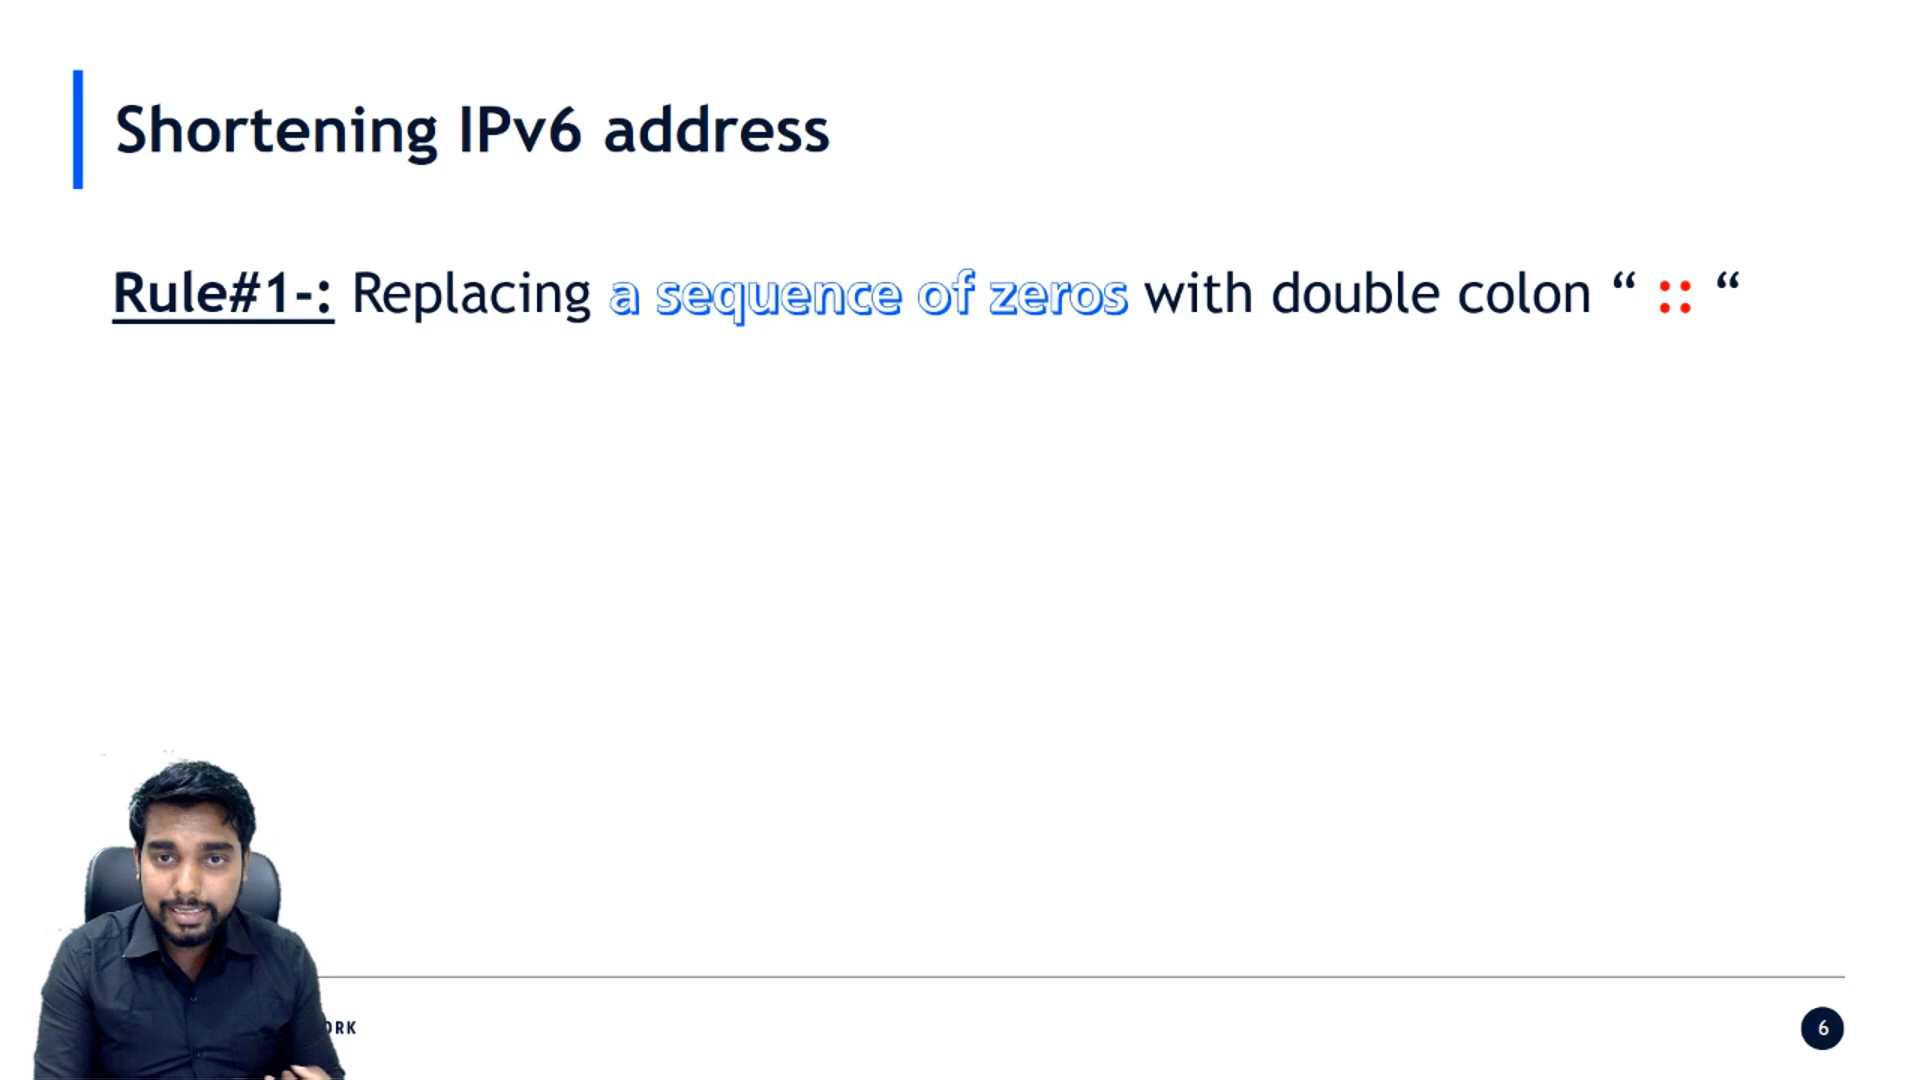 Shortening IPv6 address
Rule#1-: Replacing a sequence of zeros with double colon “ :: “
6